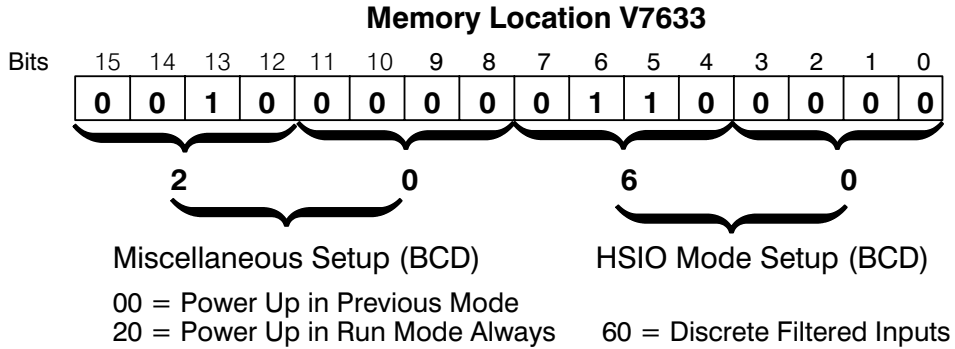 Memory Location V7633
Bits 15 14 13 12 11 10 9 8 7 6 5 4 3 2 1 0
0 0 1 0 0 0 0 0 0 1 1 0 0 0 0 0
2 0 6 0
Miscellaneous Setup (BCD) HSIO Mode Setup (BCD)
00 = Power Up in Previous Mode
20 = Power Up in Run Mode Always 60 = Discrete Filtered Inputs